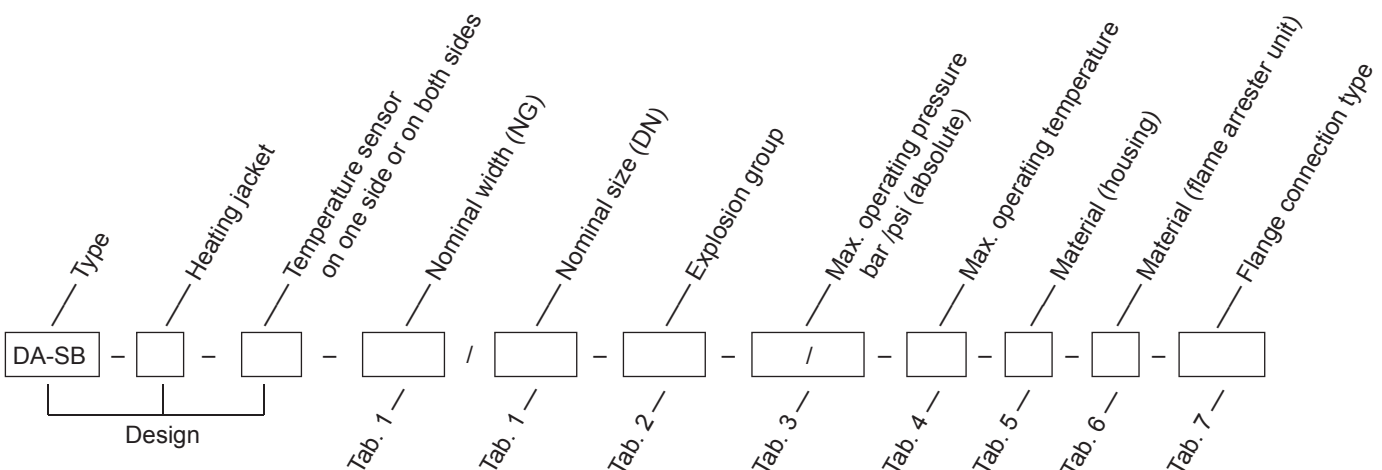 Type
Heating jacket
Temperature sensor
on one side or on both sides
Nominal width (NG)
Nominal size (DN)
Explosion group
Max. operating pressure
bar /psi (absolute)
Max. operating temperature
Material (housing)
Material (flame arrester unit)
Flange connection type
DA-SB – – – / – – / – – – –
Design
Tab. 1
Tab. 1
Tab. 2
Tab. 3
Tab. 4
Tab. 5
Tab. 6
Tab. 7